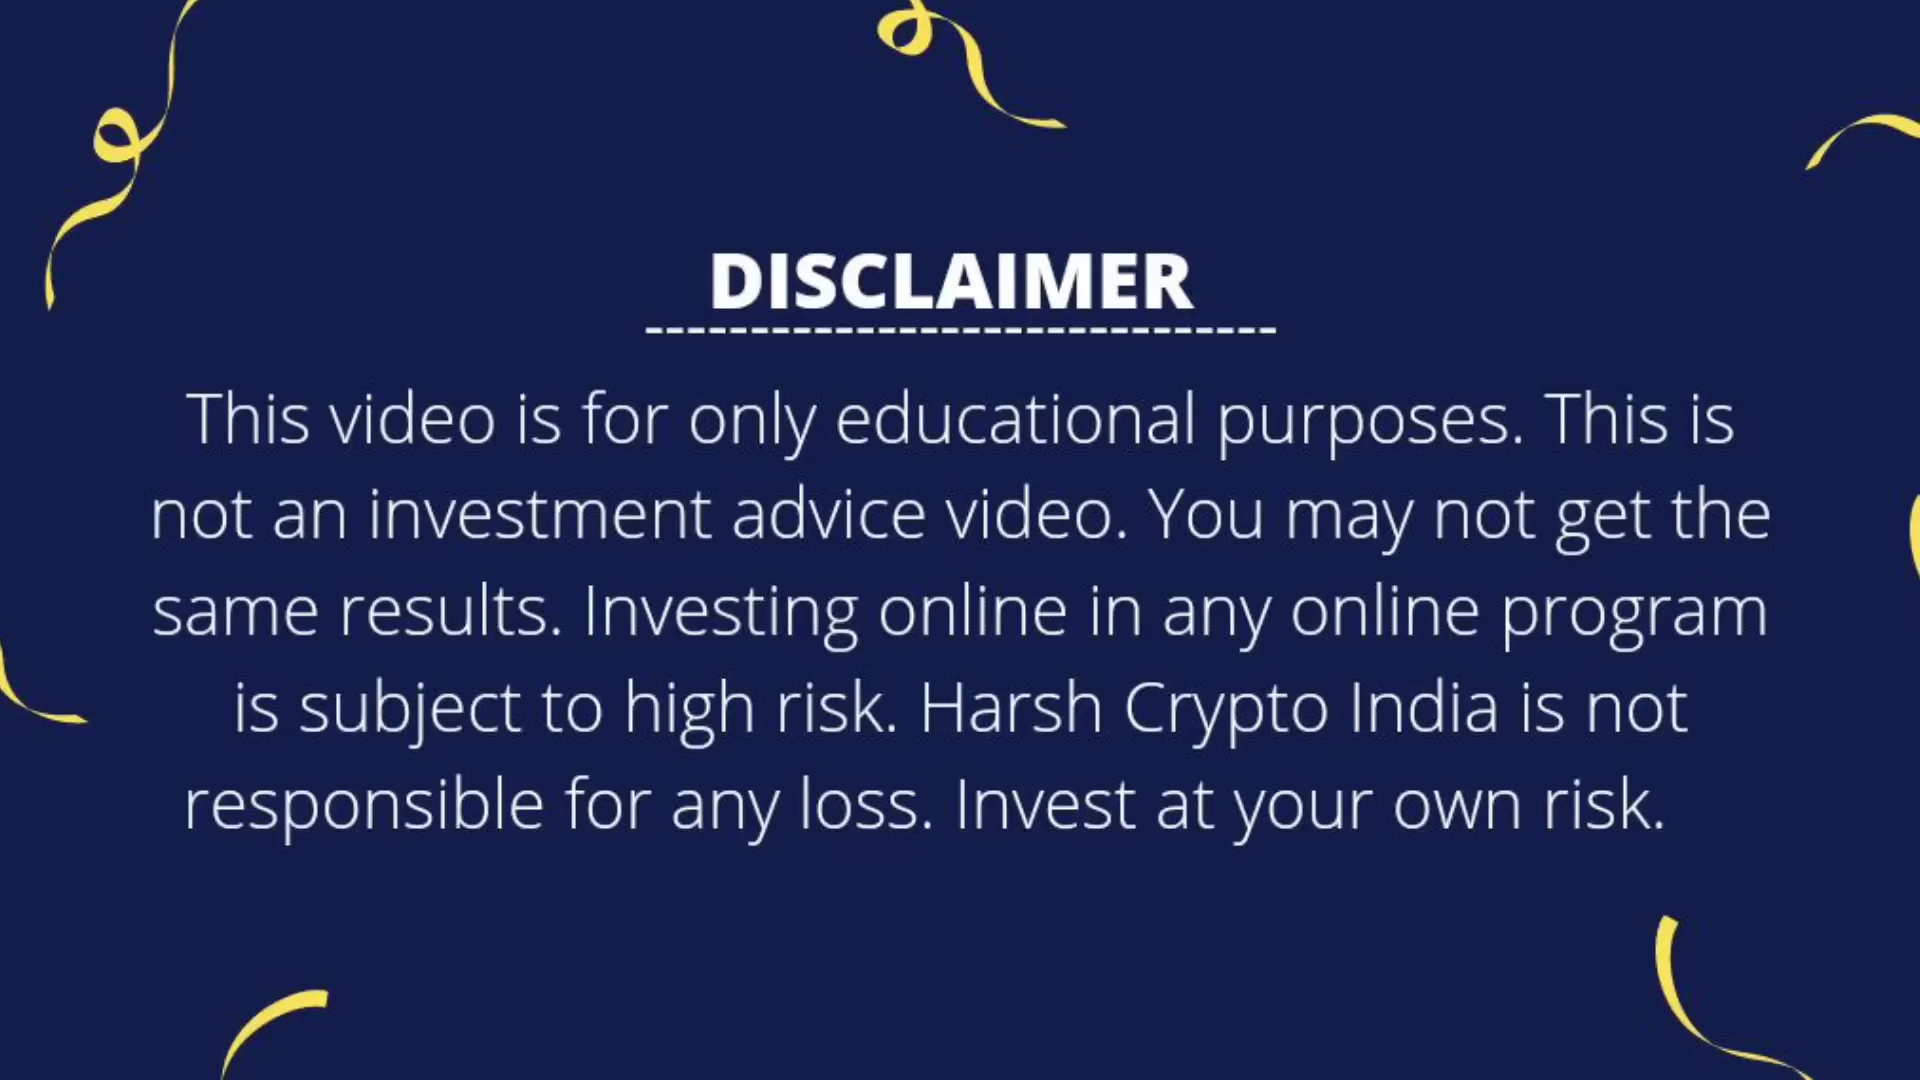 DISCLAIMER
------------------------------
This video is for only educational purposes. This is
not an investment advice video. You may not get the
same results. Investing online in any online program
is subject to high risk. Harsh Crypto India is not
responsible for any loss. Invest at your own risk.